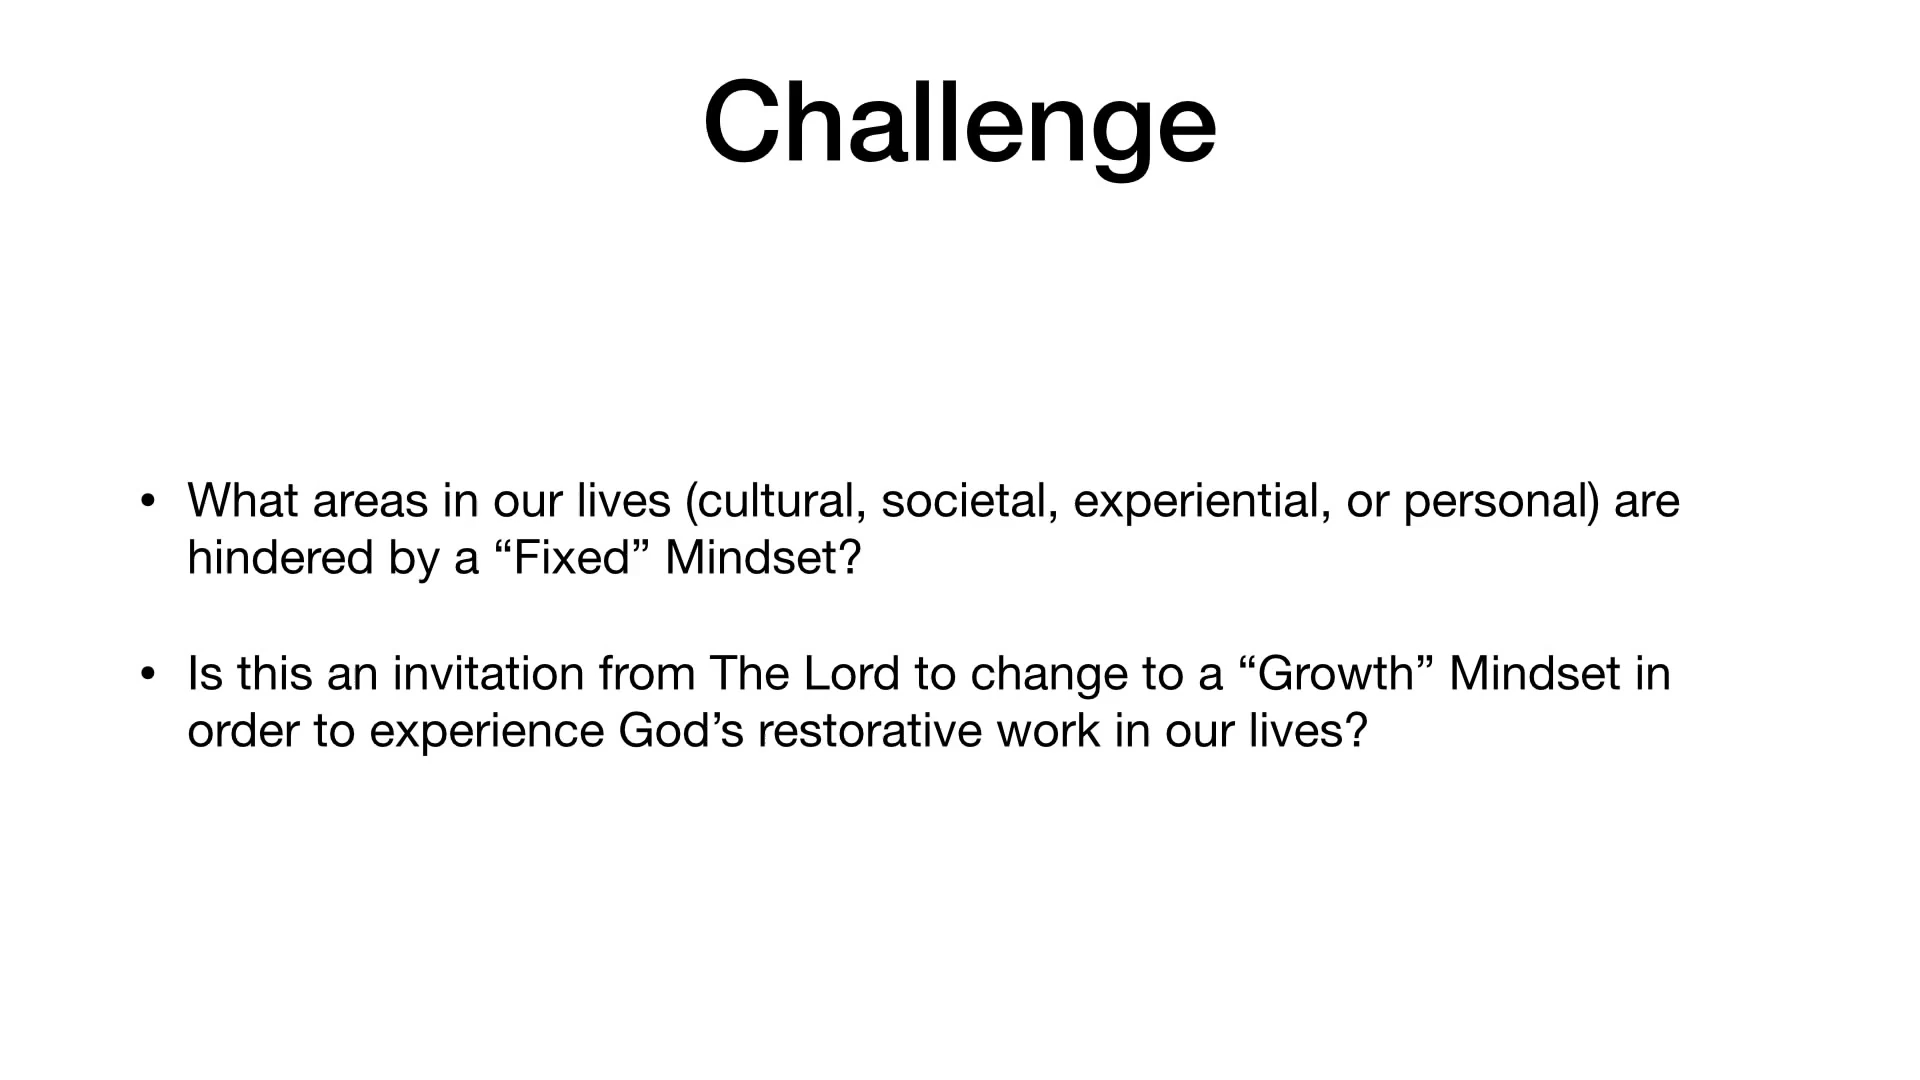 Challenge
• What areas in our lives (cultural, societal, experiential, or personal) are
hindered by a “Fixed” Mindset?
• Is this an invitation from The Lord to change to a “Growth” Mindset in
order to experience God’s restorative work in our lives?